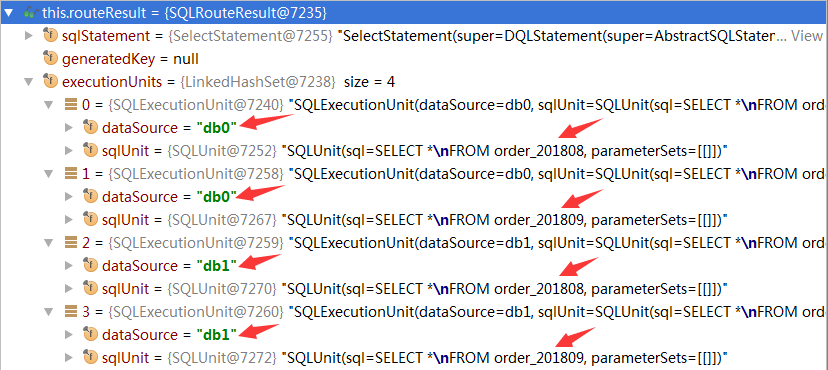 this.routeResult = {SQLRouteResult@7235}
sqlStatement = {SelectStatement@7255} "SelectStatement(super=DQLStatement(super=AbstractSQLStater... View
generatedKey = null
executionUnits = {LinkedHashSet@7238} size = 4
0 = {SQLExecutionUnit@7240} "SQLExecutionUnit(dataSource=db0, sqlUnit=SQLUnit(sql=SELECT *\nFROM orde
dataSource = "db0"
sqlUnit = {SQLUnit@7252} "SQLUnit(sql=SELECT *\nFROM order_201808, parameterSets=[[]])"
1 = {SQLExecutionUnit@7258} "SQLExecutionUnit(dataSource=db0, sqlUnit=SQLUnit(sql=SELECT *\nFROM orde
dataSource = "db0"
sqlUnit = {SQLUnit@7267} "SQLUnit(sql=SELECT *\nFROM order_201809, parameterSets=[[]])"
2 = {SQLExecutionUnit@7259} "SQLExecutionUnit(dataSource=db1, sqlUnit=SQLUnit(sql=SELECT *\nFROM orde
dataSource = "db1"
sqlUnit = {SQLUnit@7270} "SQLUnit(sql=SELECT *\nFROM order_201808, parameterSets=[[]])"
3 = {SQLExecutionUnit@7260} "SQLExecutionUnit(dataSource=db1, sqlUnit=SQLUnit(sql=SELECT *\nFROM orde
dataSource = "db1"
sqlUnit = {SQLUnit@7272} "SQLUnit(sql=SELECT *\nFROM order_201809, parameterSets=[[]])"